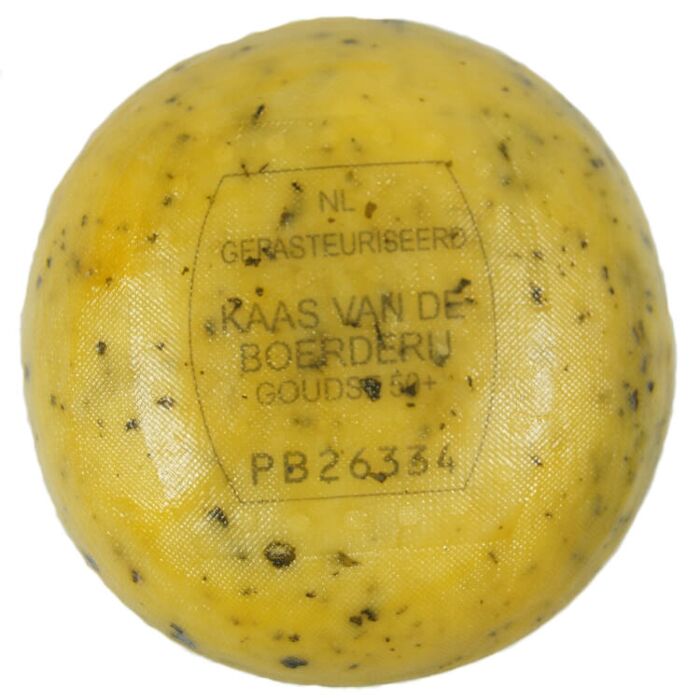 NL
GEPASTEURISEERD
KAAS VAN DE
BOERDERIJ
GOUDSE 50+
PB26334